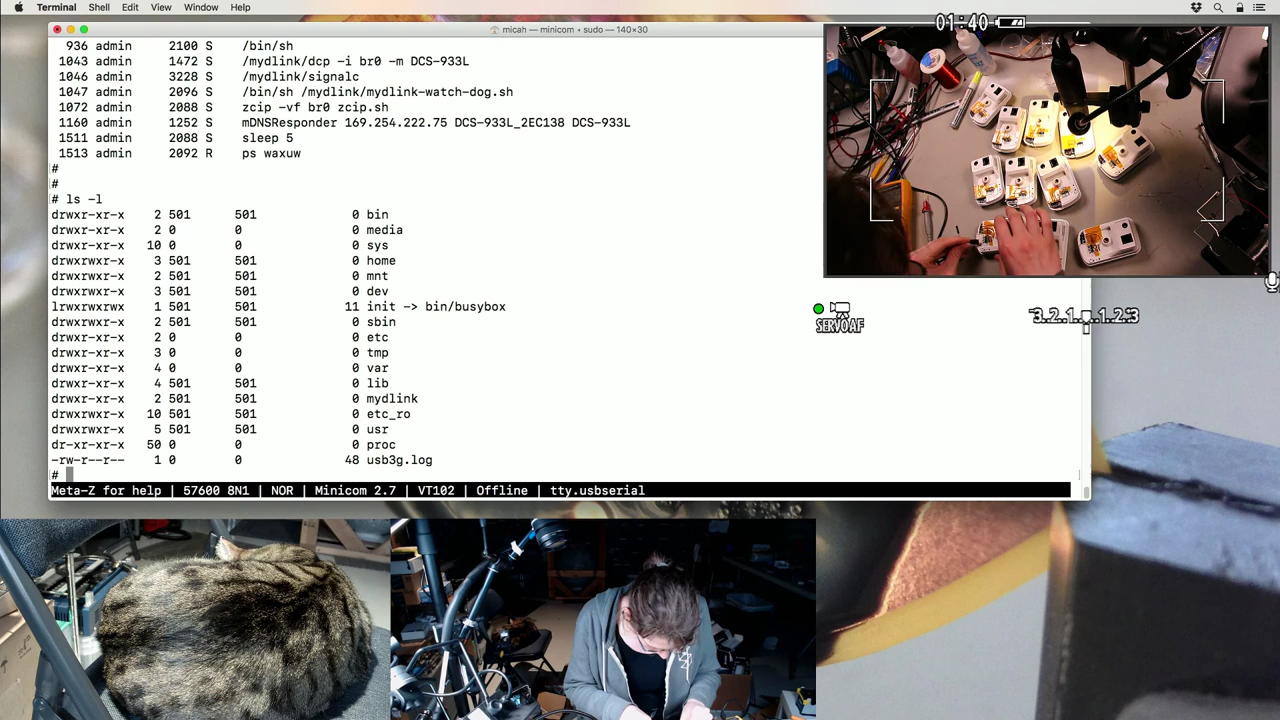 Terminal Shell Edit View Window Help
micah — minicom • sudo — 140×30
936 admin 2100 S /bin/sh
1043 admin 1472 S /mydlink/dcp -i br0 -m DCS-933L
1046 admin 3228 S /mydlink/signalc
1047 admin 2096 S /bin/sh /mydlink/mydlink-watch-dog.sh
1072 admin 2088 S zcip -vf br0 zcip.sh
1160 admin 1252 S mDNSResponder 169.254.222.75 DCS-933L_2EC138 DCS-933L
1511 admin 2088 S sleep 5
1513 admin 2092 R ps waxuw
#
#
# ls -l
drwxr-xr-x 2 501 501 0 bin
drwxr-xr-x 2 0 0 0 media
drwxr-xr-x 10 0 0 0 sys
drwxrwxr-x 3 501 501 0 home
drwxrwxr-x 2 501 501 0 mnt
drwxrwxr-x 3 501 501 0 dev
lrwxrwxrwx 1 501 501 11 init -> bin/busybox
drwxrwxr-x 2 501 501 0 sbin
drwxr-xr-x 2 0 0 0 etc
drwxr-xr-x 3 0 0 0 tmp
drwxr-xr-x 4 0 0 0 var
drwxrwxr-x 4 501 501 0 lib
drwxrwxr-x 2 501 501 0 mydlink
drwxrwxr-x 10 501 501 0 etc_ro
drwxrwxr-x 5 501 501 0 usr
dr-xr-xr-x 50 0 0 0 proc
-rw-r--r-- 1 0 0 48 usb3g.log
#
Meta-Z for help | 57600 8N1 | NOR | Minicom 2.7 | VT102 | Offline | tty.usbserial
01:40
SERVO AF
-3..2..1..0..1..2..3